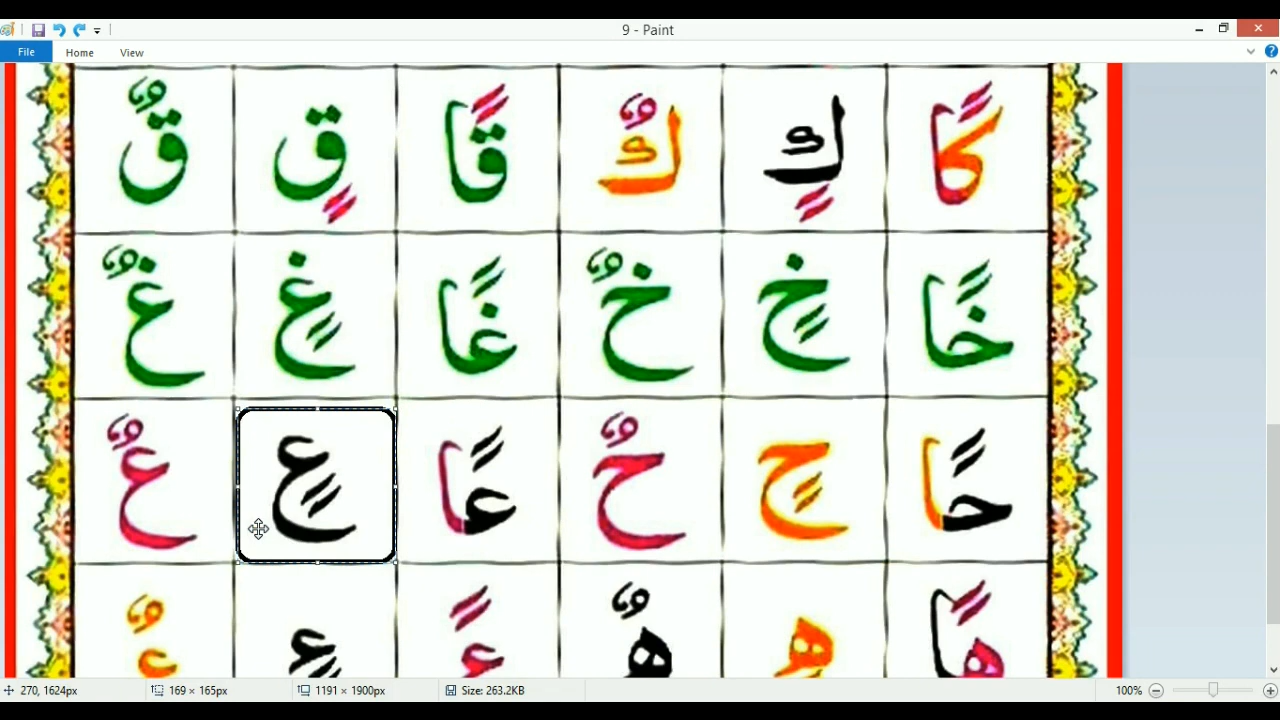 9 - Paint
File Home View
كًا كٍ كٌ قًا قٍ قٌ
خًا خٍ خٌ غًا غٍ غٌ
حًا حٍ حٌ عًا عٍ عٌ
هًا هٍ هٌ ءً ءٍ ءٌ
270, 1624px 169 × 165px 1191 × 1900px Size: 263.2KB 100%